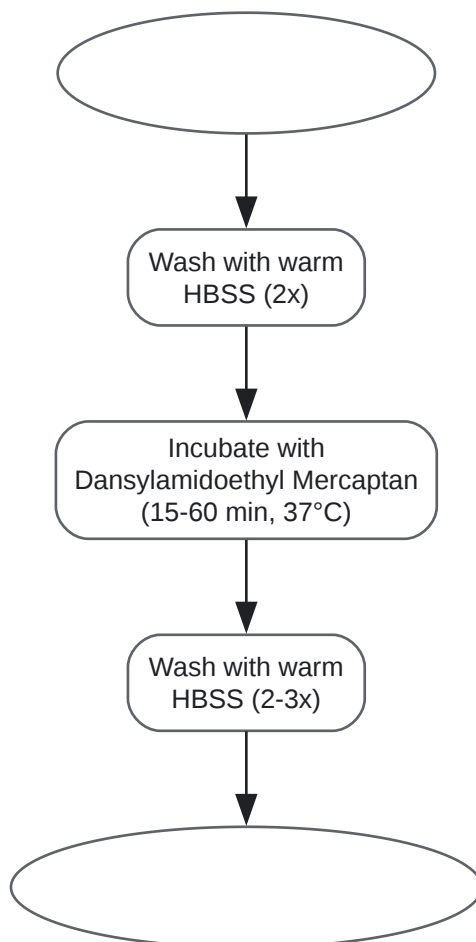 Wash with warm
HBSS (2x)
Incubate with
Dansylamidoethyl Mercaptan
(15-60 min, 37°C)
Wash with warm
HBSS (2-3x)